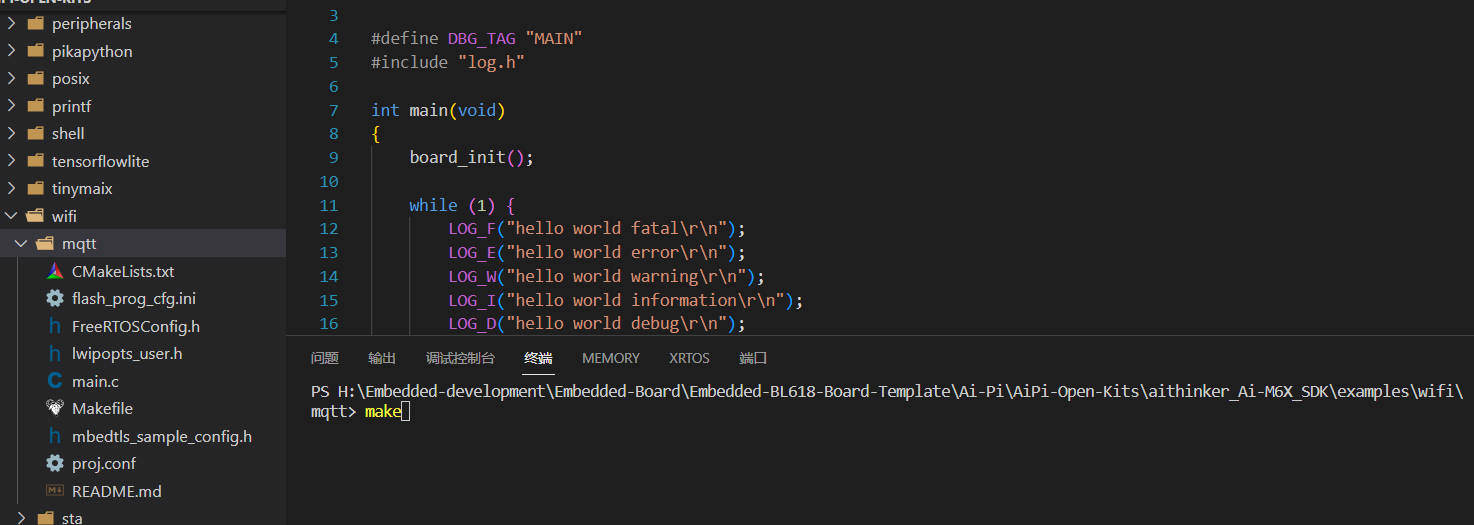 peripherals
pikapython
posix
printf
shell
tensorflowlite
tinymaix
wifi
mqtt
CMakeLists.txt
flash_prog_cfg.ini
FreeRTOSConfig.h
lwipopts_user.h
main.c
Makefile
mbedtls_sample_config.h
proj.conf
README.md
sta
3
4 #define DBG_TAG "MAIN"
5 #include "log.h"
6
7 int main(void)
8 {
9 board_init();
10
11 while (1) {
12 LOG_F("hello world fatal\r\n");
13 LOG_E("hello world error\r\n");
14 LOG_W("hello world warning\r\n");
15 LOG_I("hello world information\r\n");
16 LOG_D("hello world debug\r\n");
问题 输出 调试控制台 终端 MEMORY XRTOS 端口
PS H:\Embedded-development\Embedded-Board\Embedded-BL618-Board-Template\Ai-Pi\AiPi-Open-Kits\aithinker_Ai-M6X_SDK\examples\wifi\
mqtt> make